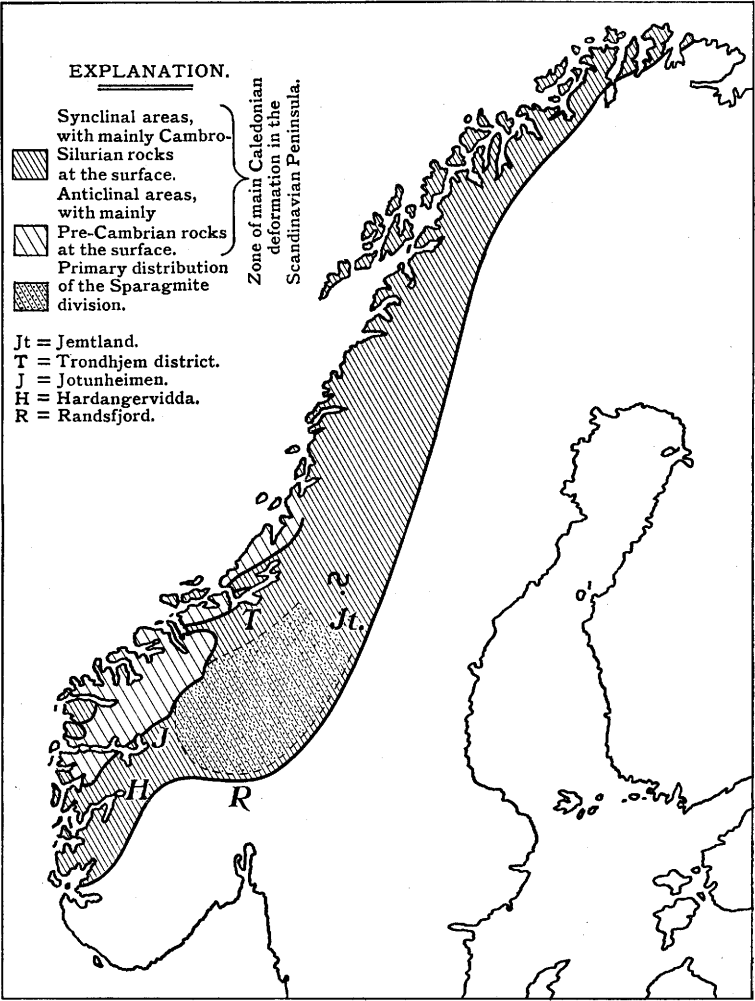 EXPLANATION.
Synclinal areas,
with mainly Cambro-
Silurian rocks
at the surface.
Anticlinal areas,
with mainly
Pre-Cambrian rocks
at the surface.
Primary distribution
of the Sparagmite
division.
Zone of main Caledonian
deformation in the
Scandinavian Peninsula.
Jt = Jemtland.
T = Trondhjem district.
J = Jotunheimen.
H = Hardangervidda.
R = Randsfjord.
?
T
Jt.
J
H
R